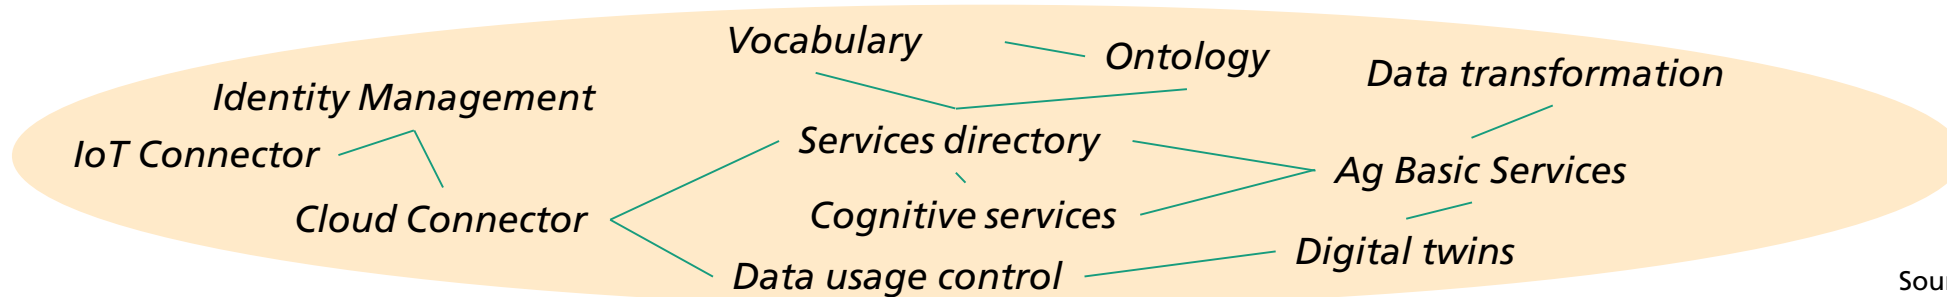 Vocabulary
Ontology
Data transformation
Identity Management
IoT Connector
Services directory
Ag Basic Services
Cloud Connector
Cognitive services
Digital twins
Data usage control